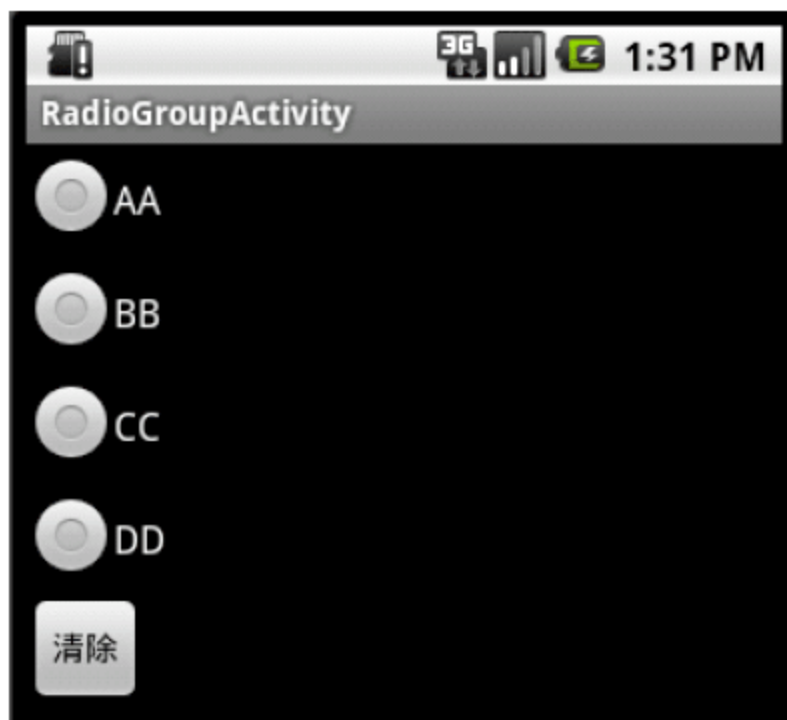 3G 1:31 PM
RadioGroupActivity
AA
BB
CC
DD
清除